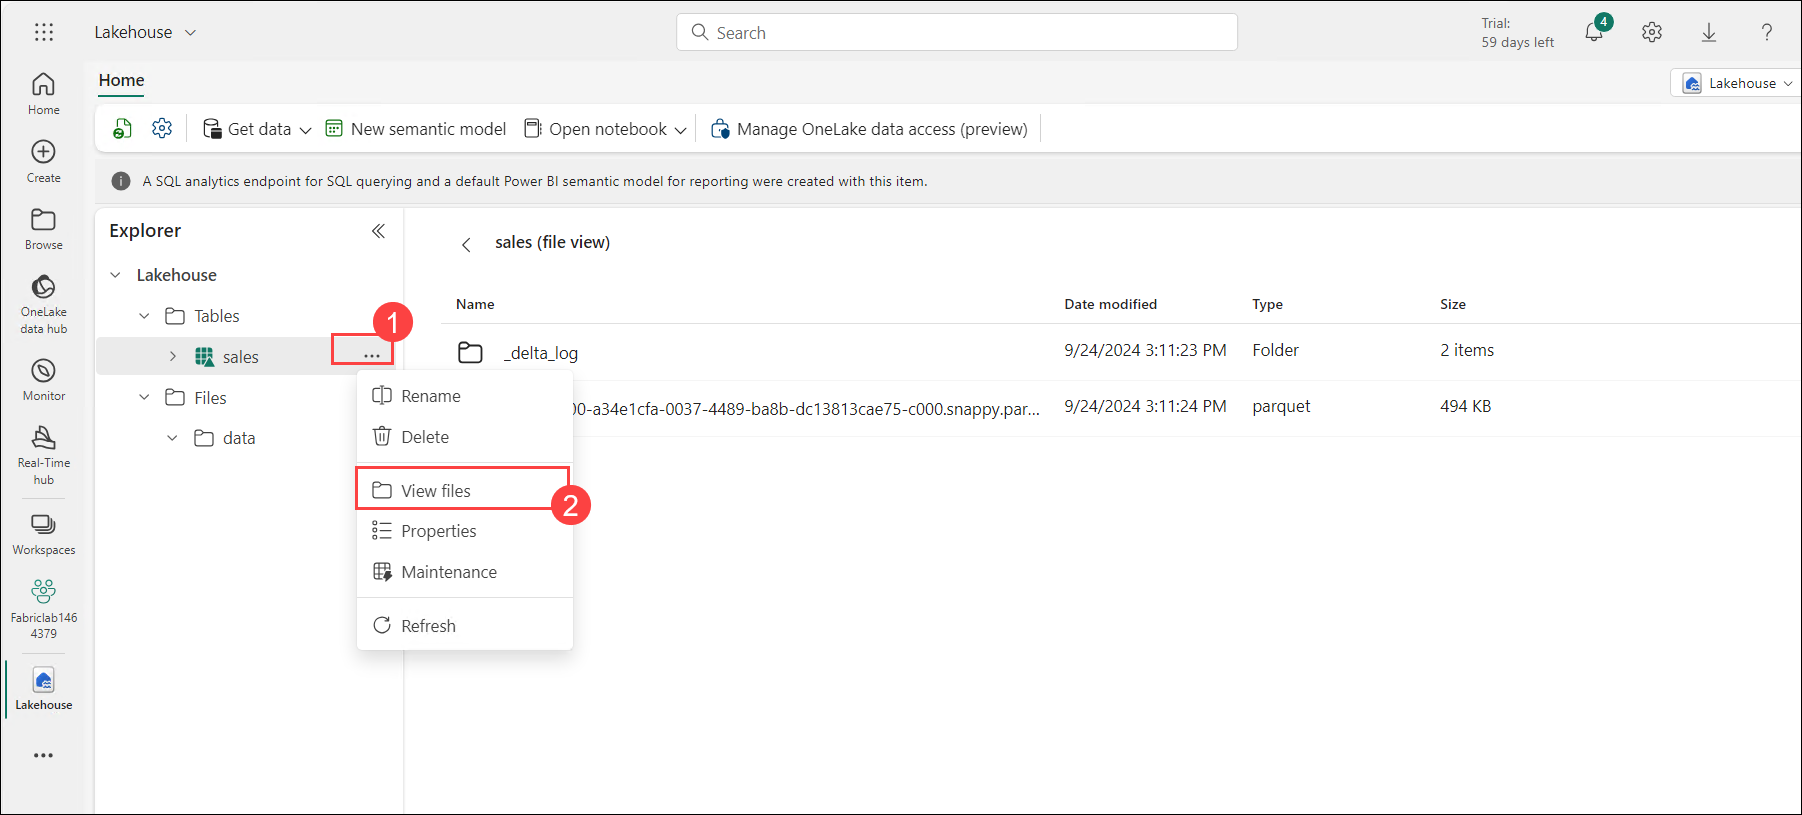 Lakehouse
Search
Trial:
59 days left
4
?
Home
Create
Browse
OneLake
data hub
Monitor
Real-Time
hub
Workspaces
Fabriclab146
4379
Lakehouse
Home
Lakehouse
Get data
New semantic model
Open notebook
Manage OneLake data access (preview)
A SQL analytics endpoint for SQL querying and a default Power BI semantic model for reporting were created with this item.
Explorer
Lakehouse
Tables
sales
Files
data
1
Rename
Delete
View files
2
Properties
Maintenance
Refresh
sales (file view)
Name Date modified Type Size
_delta_log 9/24/2024 3:11:23 PM Folder 2 items
00-a34e1cfa-0037-4489-ba8b-dc13813cae75-c000.snappy.par... 9/24/2024 3:11:24 PM parquet 494 KB